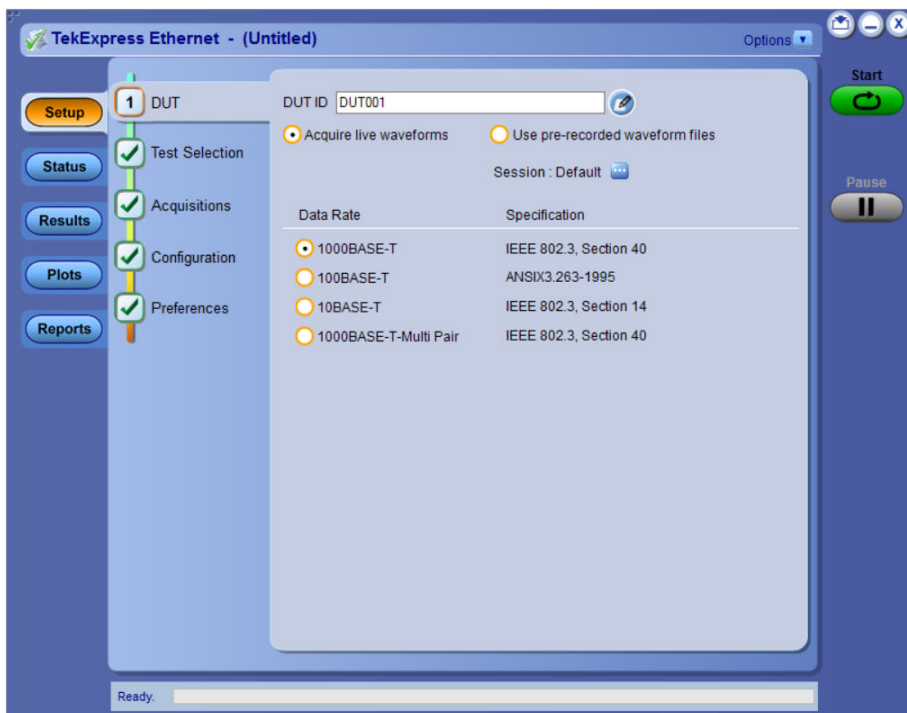 TekExpress Ethernet - (Untitled)
Options
Start
Pause
Setup
Status
Results
Plots
Reports
1 DUT
Test Selection
Acquisitions
Configuration
Preferences
DUT ID DUT001
Acquire live waveforms Use pre-recorded waveform files
Session : Default
Data Rate Specification
1000BASE-T IEEE 802.3, Section 40
100BASE-T ANSIX3.263-1995
10BASE-T IEEE 802.3, Section 14
1000BASE-T-Multi Pair IEEE 802.3, Section 40
Ready.